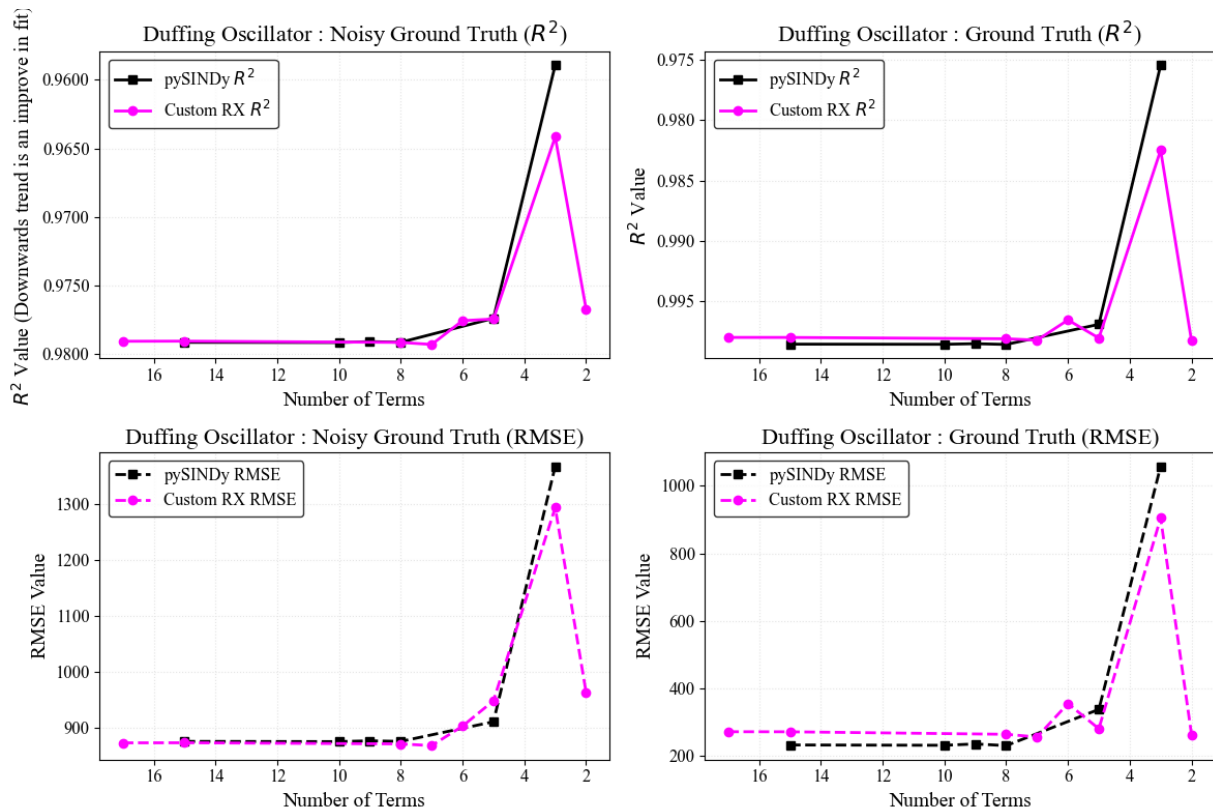 Duffing Oscillator : Noisy Ground Truth (R²)
R² Value (Downwards trend is an improve in fit)
0.9600
0.9650
0.9700
0.9750
0.9800
pySINDy R²
Custom RX R²
16 14 12 10 8 6 4 2
Number of Terms
Duffing Oscillator : Ground Truth (R²)
R² Value
0.975
0.980
0.985
0.990
0.995
pySINDy R²
Custom RX R²
16 14 12 10 8 6 4 2
Number of Terms
Duffing Oscillator : Noisy Ground Truth (RMSE)
RMSE Value
1300
1200
1100
1000
900
pySINDy RMSE
Custom RX RMSE
16 14 12 10 8 6 4 2
Number of Terms
Duffing Oscillator : Ground Truth (RMSE)
RMSE Value
1000
800
600
400
200
pySINDy RMSE
Custom RX RMSE
16 14 12 10 8 6 4 2
Number of Terms